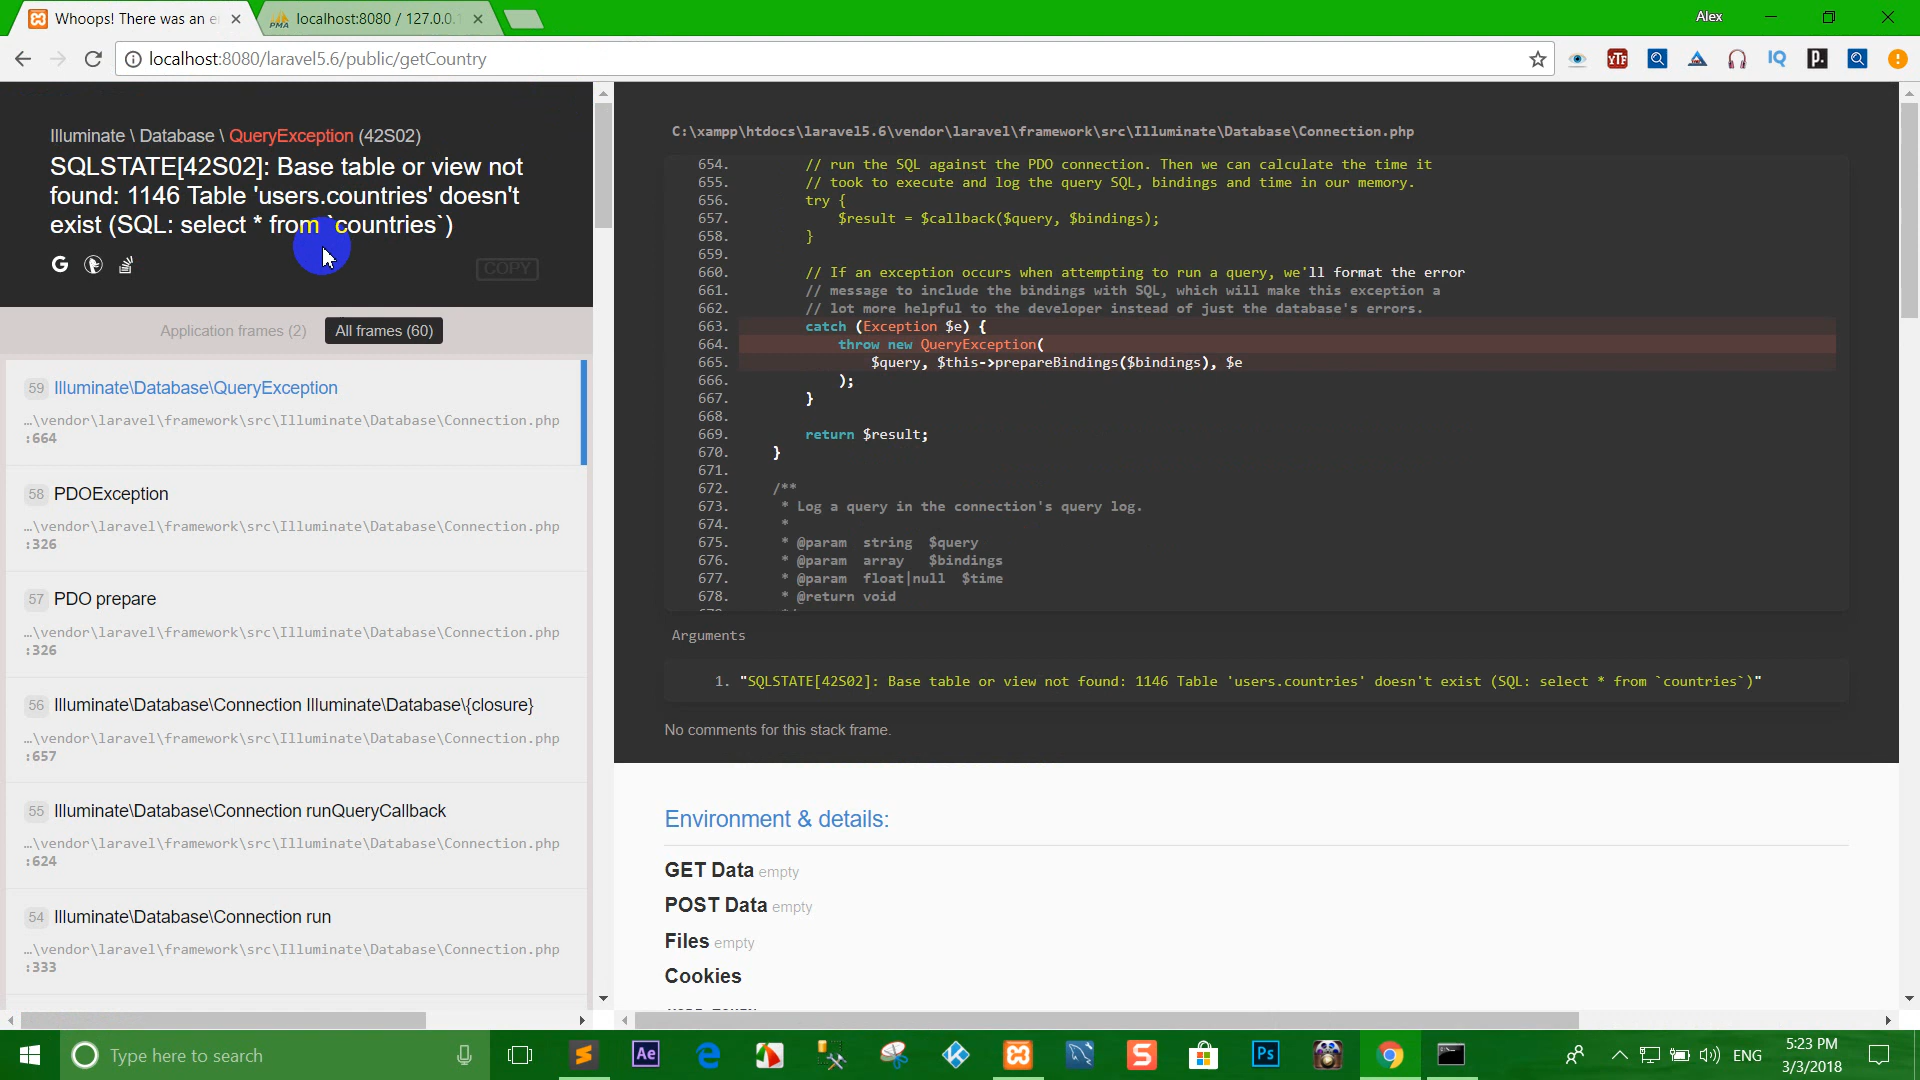 Whoops! There was an e
localhost:8080 / 127.0.0.1
Alex
localhost:8080/laravel5.6/public/getCountry
Illuminate \ Database \ QueryException (42S02)
SQLSTATE[42S02]: Base table or view not
found: 1146 Table 'users.countries' doesn't
exist (SQL: select * from `countries`)
COPY
Application frames (2)
All frames (60)
59 Illuminate\Database\QueryException
…\vendor\laravel\framework\src\Illuminate\Database\Connection.php
:664
58 PDOException
…\vendor\laravel\framework\src\Illuminate\Database\Connection.php
:326
57 PDO prepare
…\vendor\laravel\framework\src\Illuminate\Database\Connection.php
:326
56 Illuminate\Database\Connection Illuminate\Database\{closure}
…\vendor\laravel\framework\src\Illuminate\Database\Connection.php
:657
55 Illuminate\Database\Connection runQueryCallback
…\vendor\laravel\framework\src\Illuminate\Database\Connection.php
:624
54 Illuminate\Database\Connection run
…\vendor\laravel\framework\src\Illuminate\Database\Connection.php
:333
C:\xampp\htdocs\laravel5.6\vendor\laravel\framework\src\Illuminate\Database\Connection.php
654. // run the SQL against the PDO connection. Then we can calculate the time it
655. // took to execute and log the query SQL, bindings and time in our memory.
656. try {
657. $result = $callback($query, $bindings);
658. }
659.
660. // If an exception occurs when attempting to run a query, we'll format the error
661. // message to include the bindings with SQL, which will make this exception a
662. // lot more helpful to the developer instead of just the database's errors.
663. catch (Exception $e) {
664. throw new QueryException(
665. $query, $this->prepareBindings($bindings), $e
666. );
667. }
668.
669. return $result;
670. }
671.
672. /**
673. * Log a query in the connection's query log.
674. *
675. * @param string $query
676. * @param array $bindings
677. * @param float|null $time
678. * @return void
Arguments
1. "SQLSTATE[42S02]: Base table or view not found: 1146 Table 'users.countries' doesn't exist (SQL: select * from `countries`)"
No comments for this stack frame.
Environment & details:
GET Data empty
POST Data empty
Files empty
Cookies
Type here to search
ENG
5:23 PM
3/3/2018